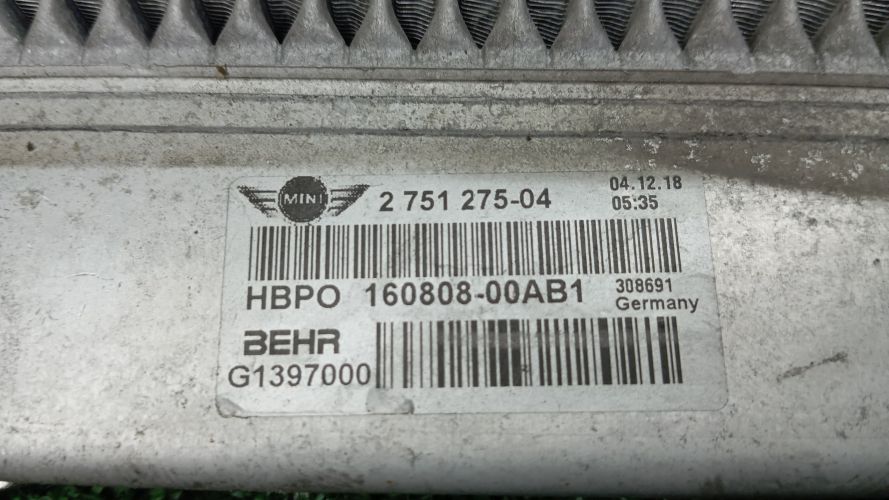 MINI 2 751 275-04 04.12.18
05:35
HBPO 160808-00AB1 308691
Germany
BEHR
G1397000